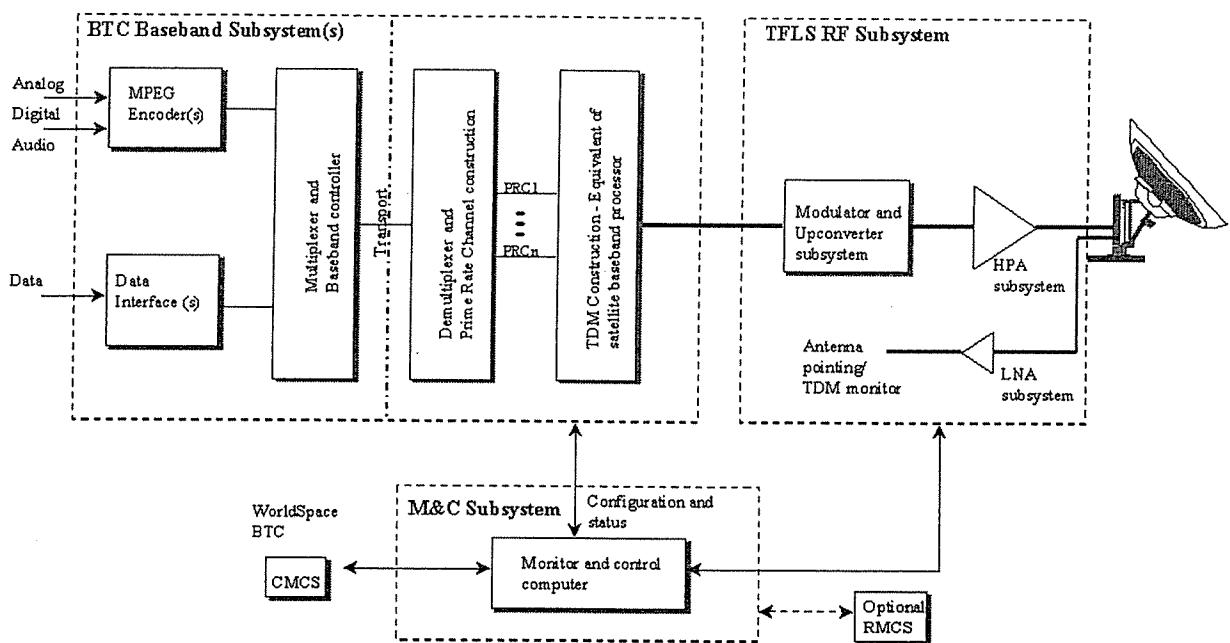 BTC Baseband Subsystem(s)
TFLS RF Subsystem
Analog
Digital
Audio
MPEG
Encoder(s)
Data
Data
Interface (s)
Multiplexer and
Baseband controller
Transport
Demultiplexer and
Prime Rate Channel construction
PRC1
PRCn
TDM Construction - Equivalent of
satellite baseband processor
Modulator and
Upconverter
subsystem
HPA
subsystem
Antenna
pointing/
TDM monitor
LNA
subsystem
M&C Subsystem
Configuration and
status
WorldSpace
BTC
CMCS
Monitor and control
computer
Optional
RMCS